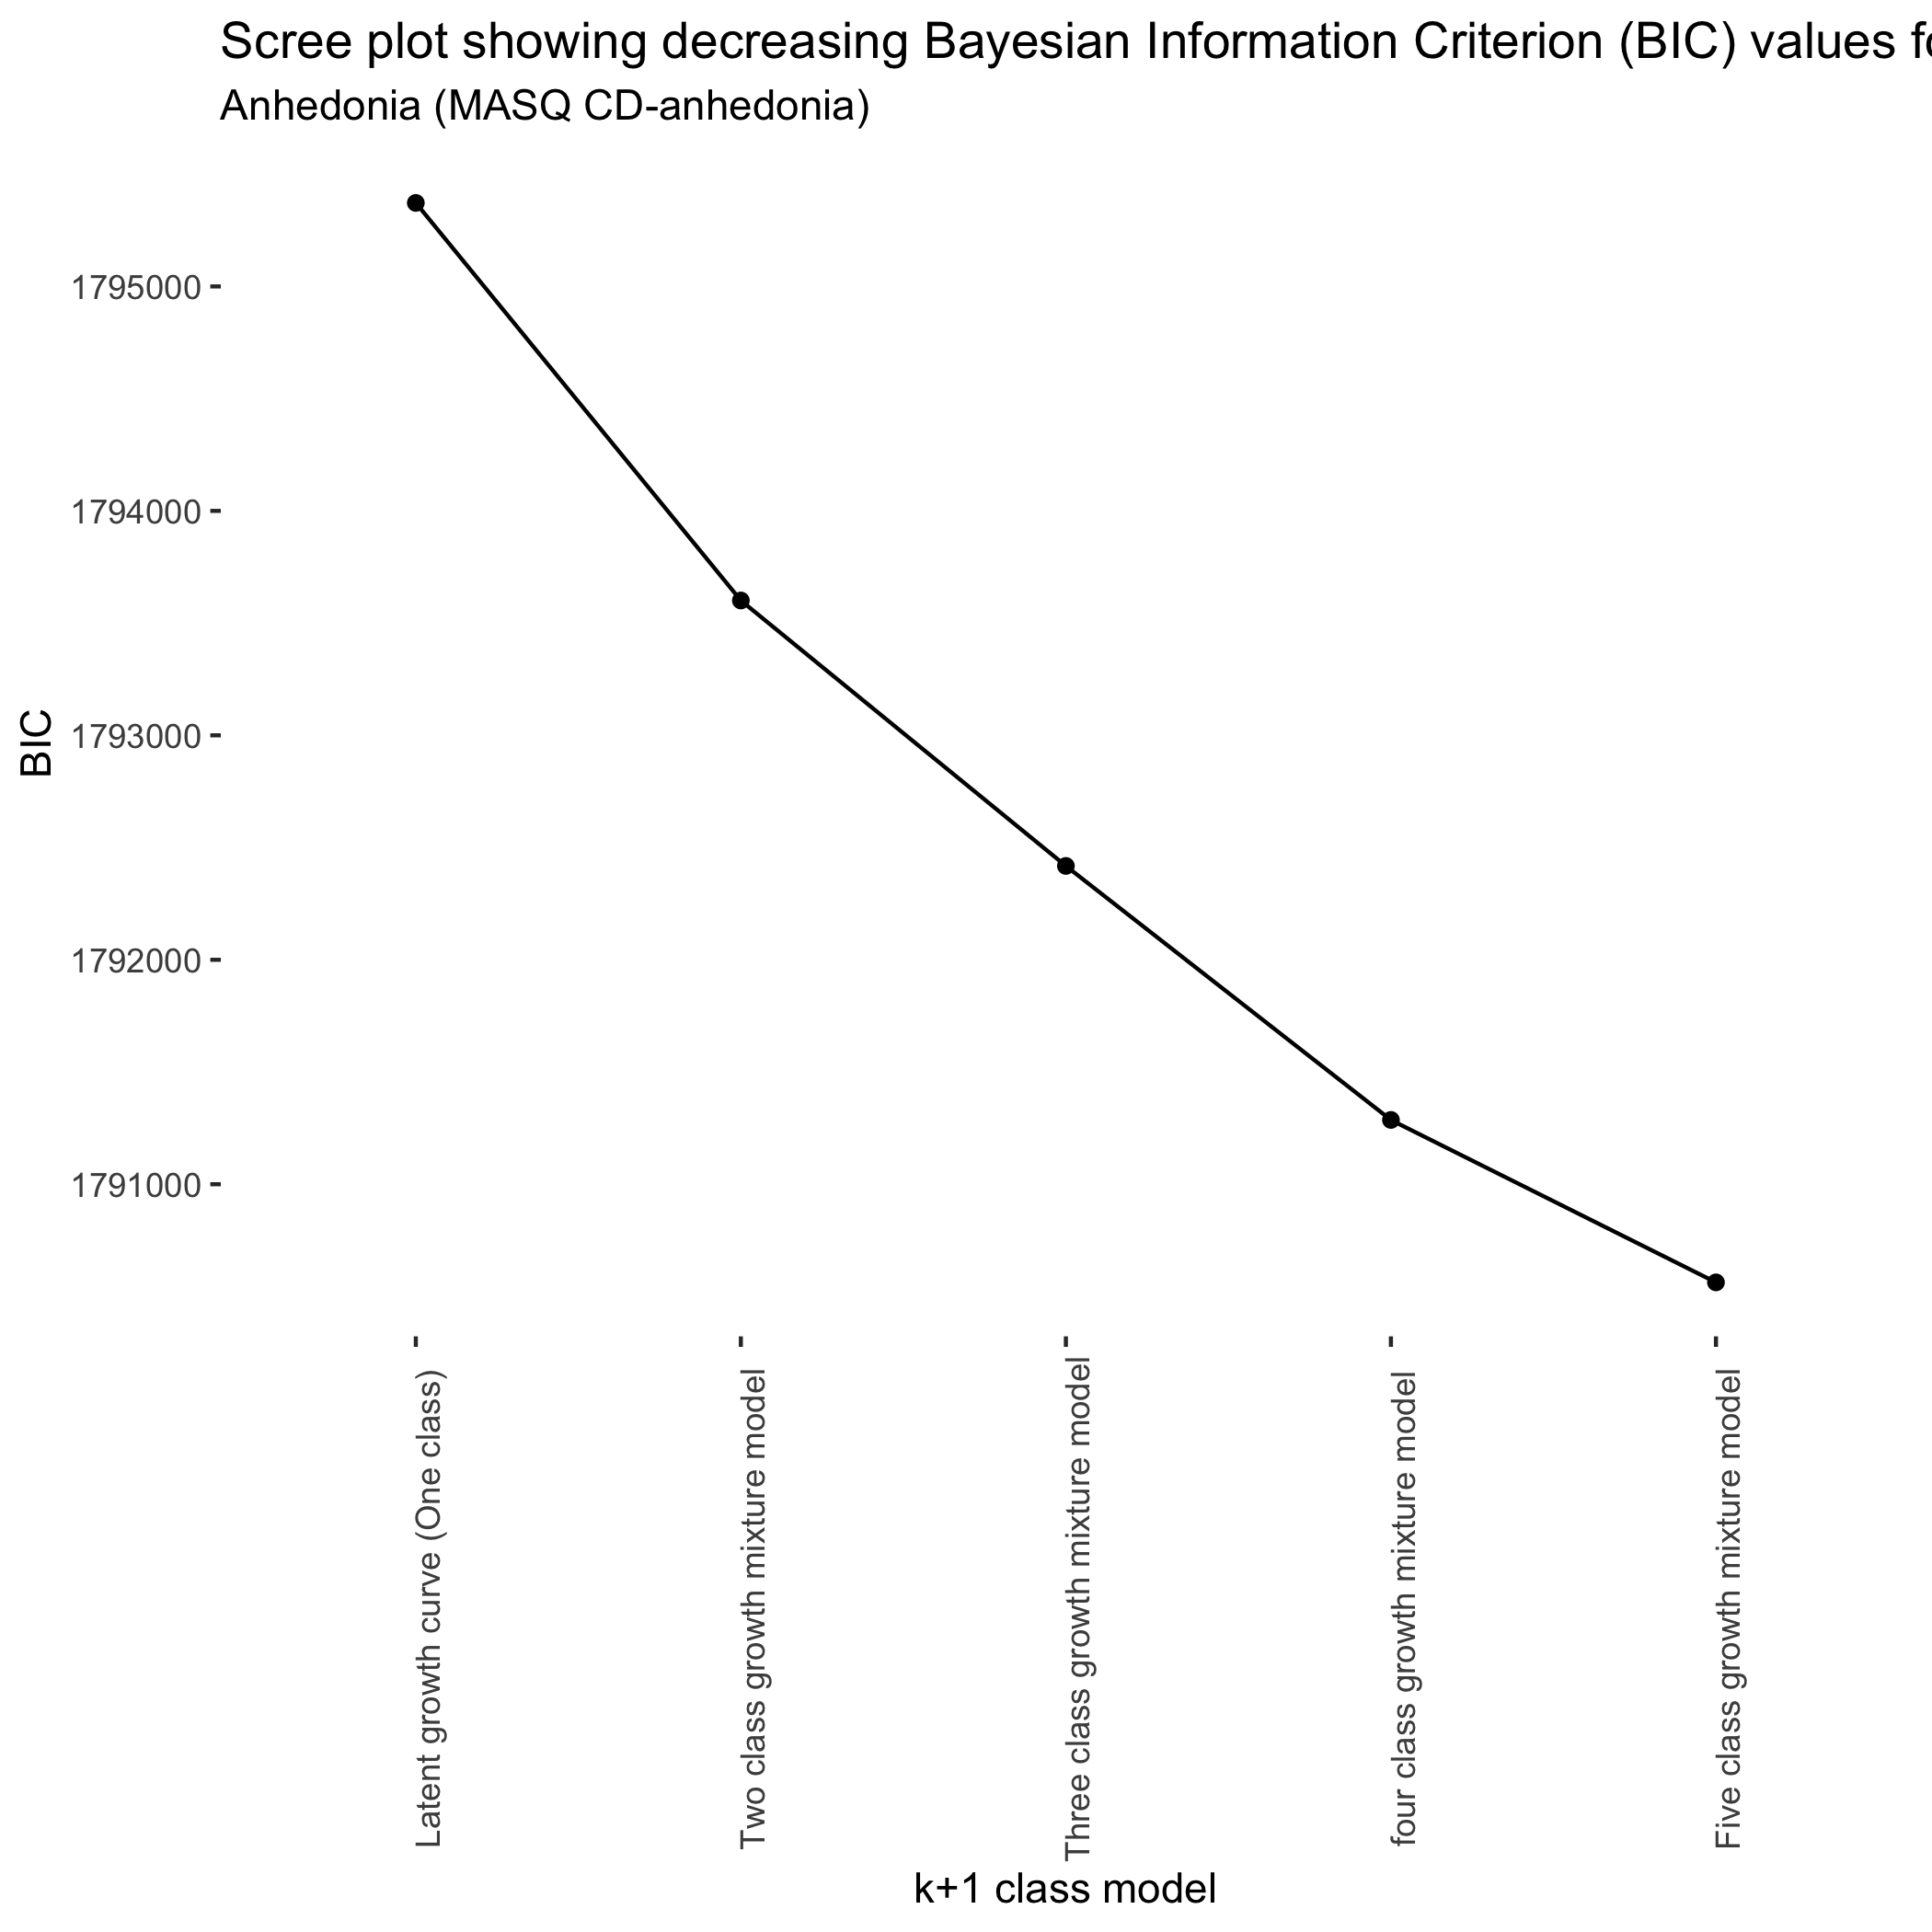 Scree plot showing decreasing Bayesian Information Criterion (BIC) values
Anhedonia (MASQ CD-anhedonia)
BIC
1795000
1794000
1793000
1792000
1791000
Latent growth curve (One class)
Two class growth mixture model
Three class growth mixture model
four class growth mixture model
Five class growth mixture model
k+1 class model